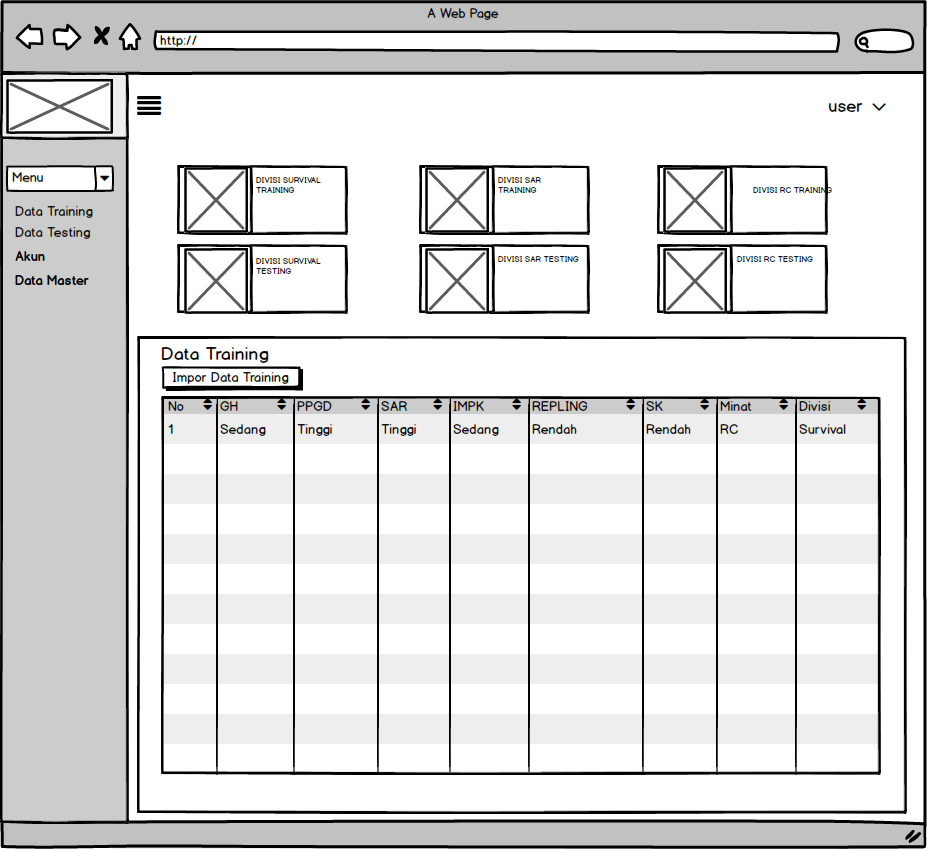 A Web Page
http://
user
Menu
Data Training
Data Testing
Akun
Data Master
DIVISI SURVIVAL
TRAINING
DIVISI SAR
TRAINING
DIVISI RC TRAINING
DIVISI SURVIVAL
TESTING
DIVISI SAR TESTING
DIVISI RC TESTING
Data Training
Impor Data Training
No GH PPGD SAR IMPK REPLING SK Minat Divisi
1 Sedang Tinggi Tinggi Sedang Rendah Rendah RC Survival